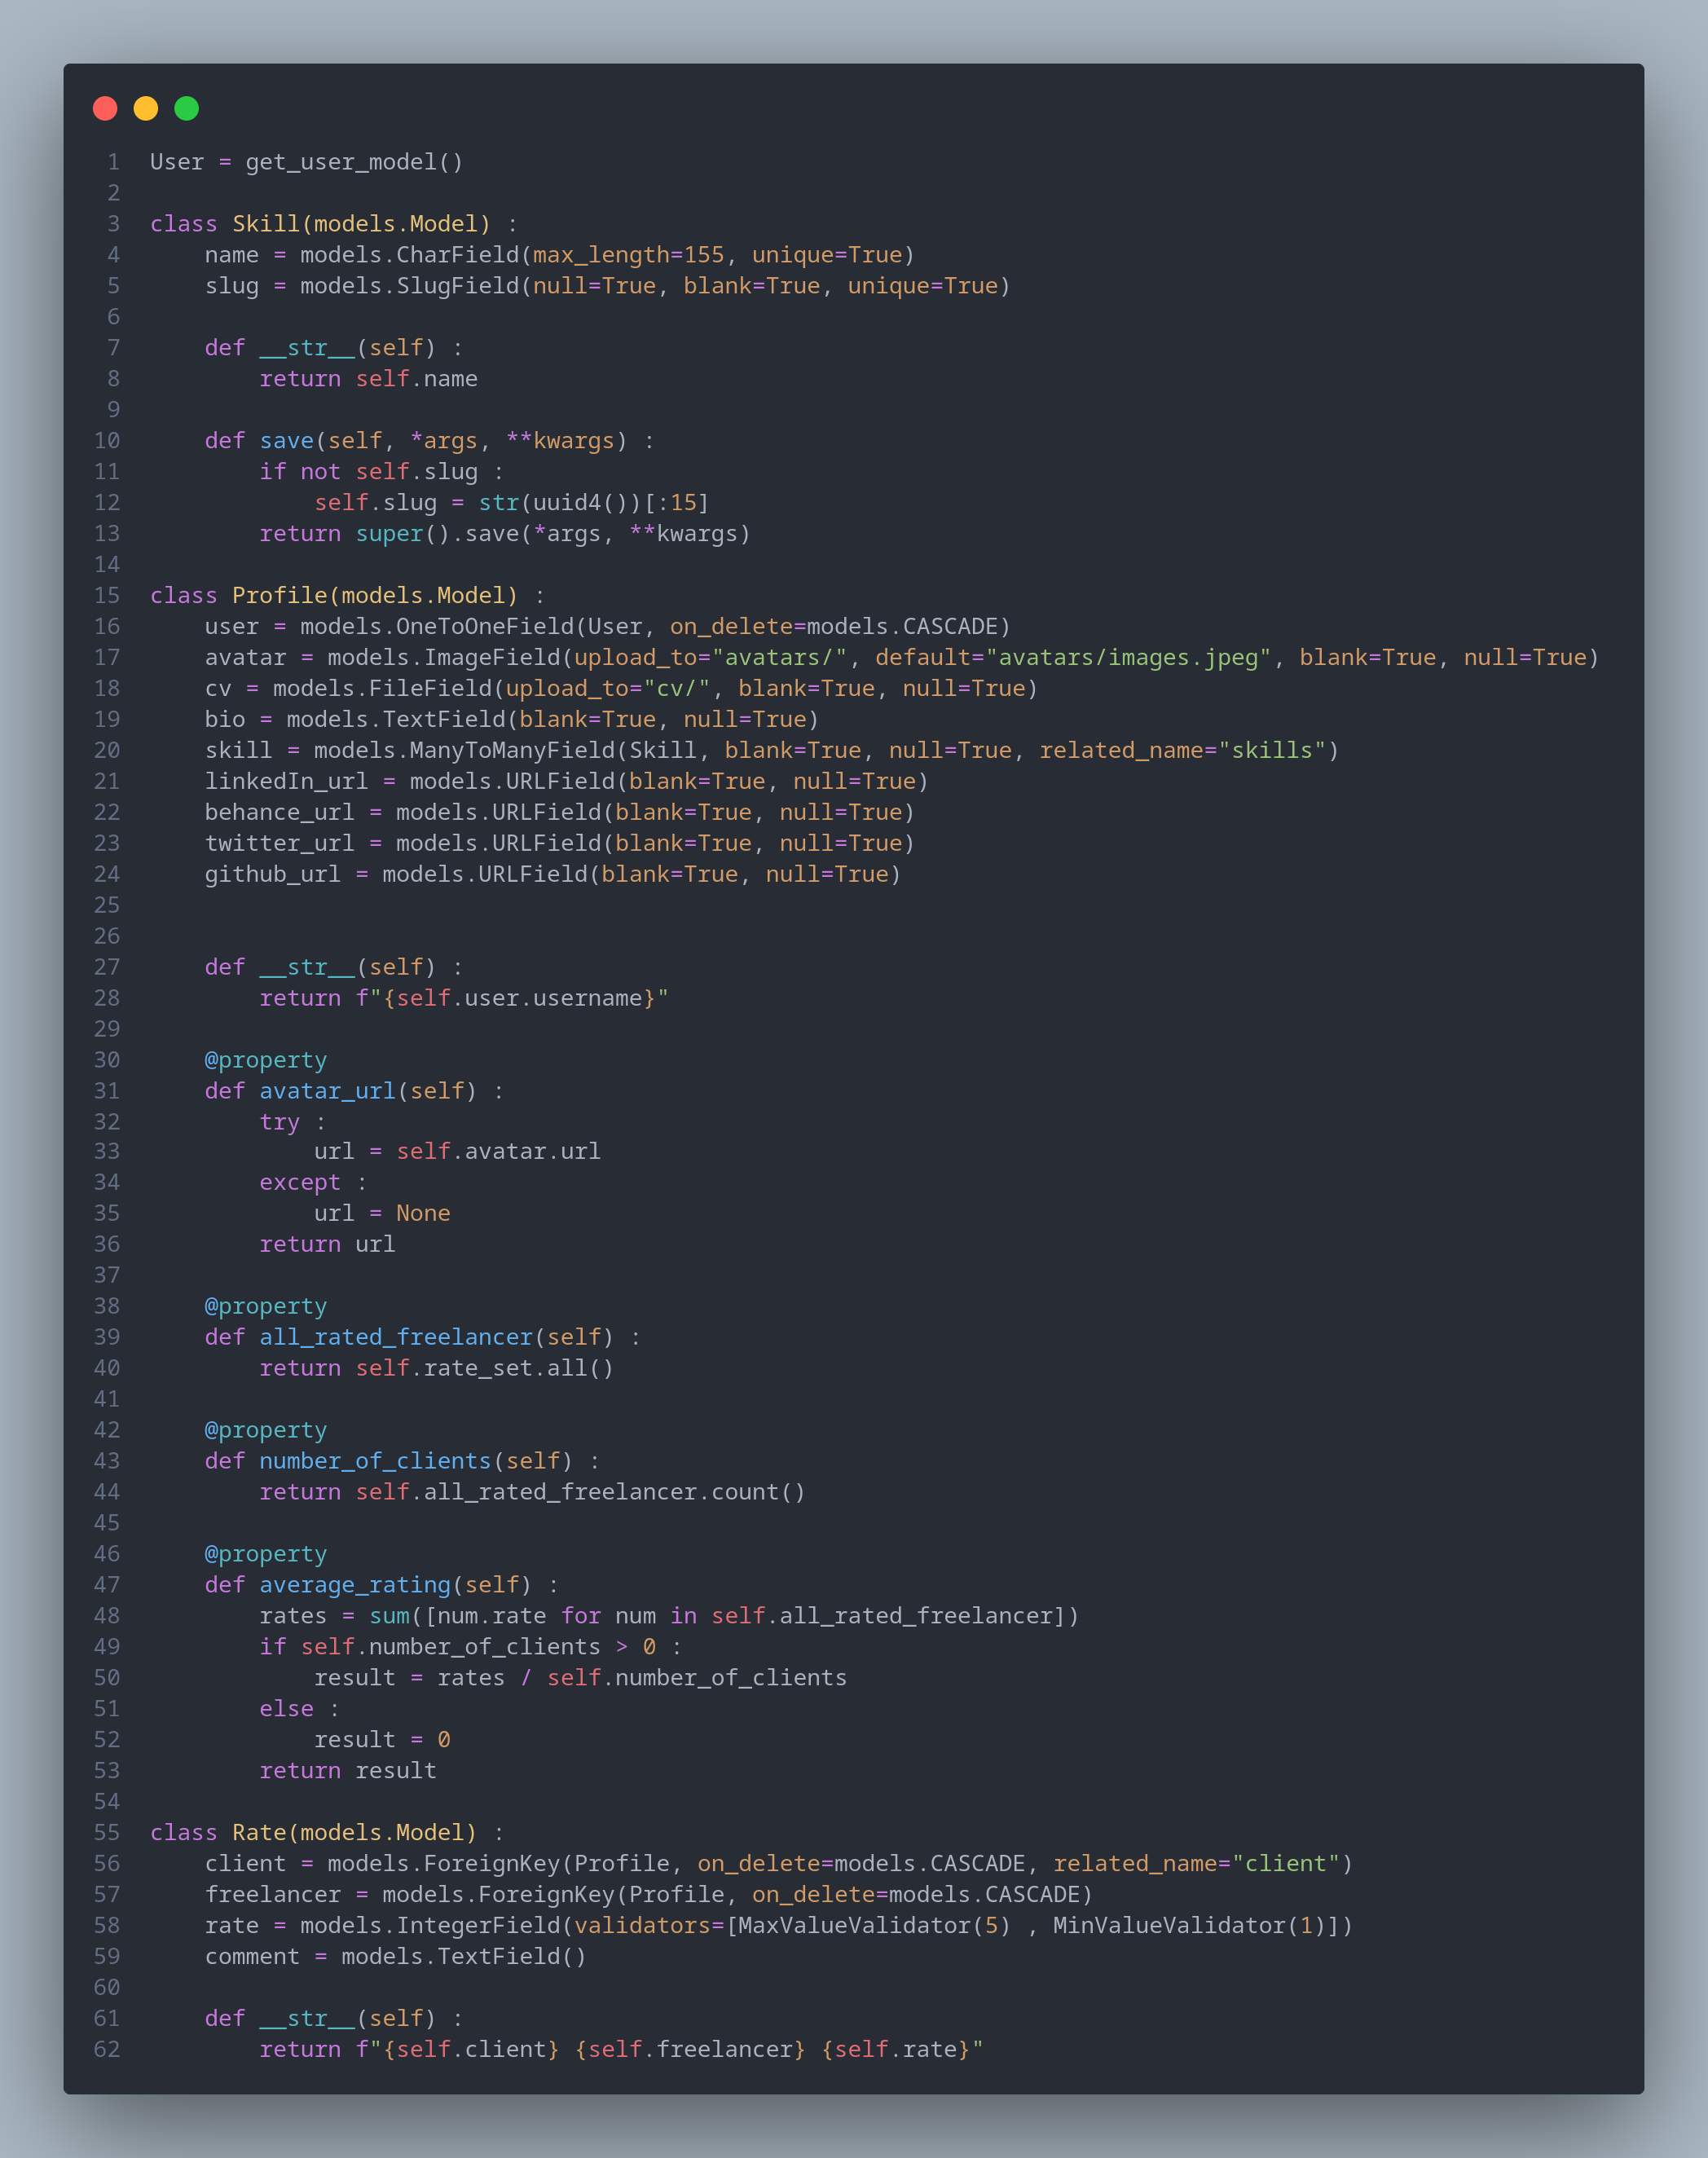 1 User = get_user_model()
2
3 class Skill(models.Model) :
4     name = models.CharField(max_length=155, unique=True)
5     slug = models.SlugField(null=True, blank=True, unique=True)
6
7     def __str__(self) :
8         return self.name
9
10     def save(self, *args, **kwargs) :
11         if not self.slug :
12             self.slug = str(uuid4())[:15]
13         return super().save(*args, **kwargs)
14
15 class Profile(models.Model) :
16     user = models.OneToOneField(User, on_delete=models.CASCADE)
17     avatar = models.ImageField(upload_to="avatars/", default="avatars/images.jpeg", blank=True, null=True)
18     cv = models.FileField(upload_to="cv/", blank=True, null=True)
19     bio = models.TextField(blank=True, null=True)
20     skill = models.ManyToManyField(Skill, blank=True, null=True, related_name="skills")
21     linkedIn_url = models.URLField(blank=True, null=True)
22     behance_url = models.URLField(blank=True, null=True)
23     twitter_url = models.URLField(blank=True, null=True)
24     github_url = models.URLField(blank=True, null=True)
25
26
27     def __str__(self) :
28         return f"{self.user.username}"
29
30     @property
31     def avatar_url(self) :
32         try :
33             url = self.avatar.url
34         except :
35             url = None
36         return url
37
38     @property
39     def all_rated_freelancer(self) :
40         return self.rate_set.all()
41
42     @property
43     def number_of_clients(self) :
44         return self.all_rated_freelancer.count()
45
46     @property
47     def average_rating(self) :
48         rates = sum([num.rate for num in self.all_rated_freelancer])
49         if self.number_of_clients > 0 :
50             result = rates / self.number_of_clients
51         else :
52             result = 0
53         return result
54
55 class Rate(models.Model) :
56     client = models.ForeignKey(Profile, on_delete=models.CASCADE, related_name="client")
57     freelancer = models.ForeignKey(Profile, on_delete=models.CASCADE)
58     rate = models.IntegerField(validators=[MaxValueValidator(5) , MinValueValidator(1)])
59     comment = models.TextField()
60
61     def __str__(self) :
62         return f"{self.client} {self.freelancer} {self.rate}"